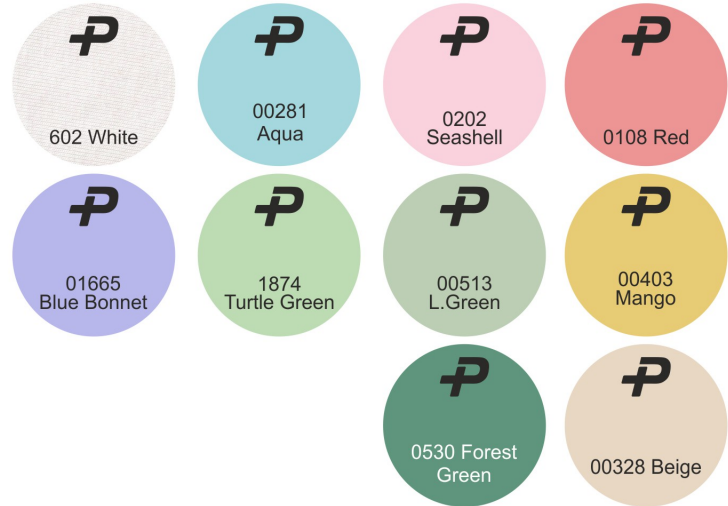 602 White
00281
Aqua
0202
Seashell
0108 Red
01665
Blue Bonnet
1874
Turtle Green
00513
L.Green
00403
Mango
0530 Forest
Green
00328 Beige